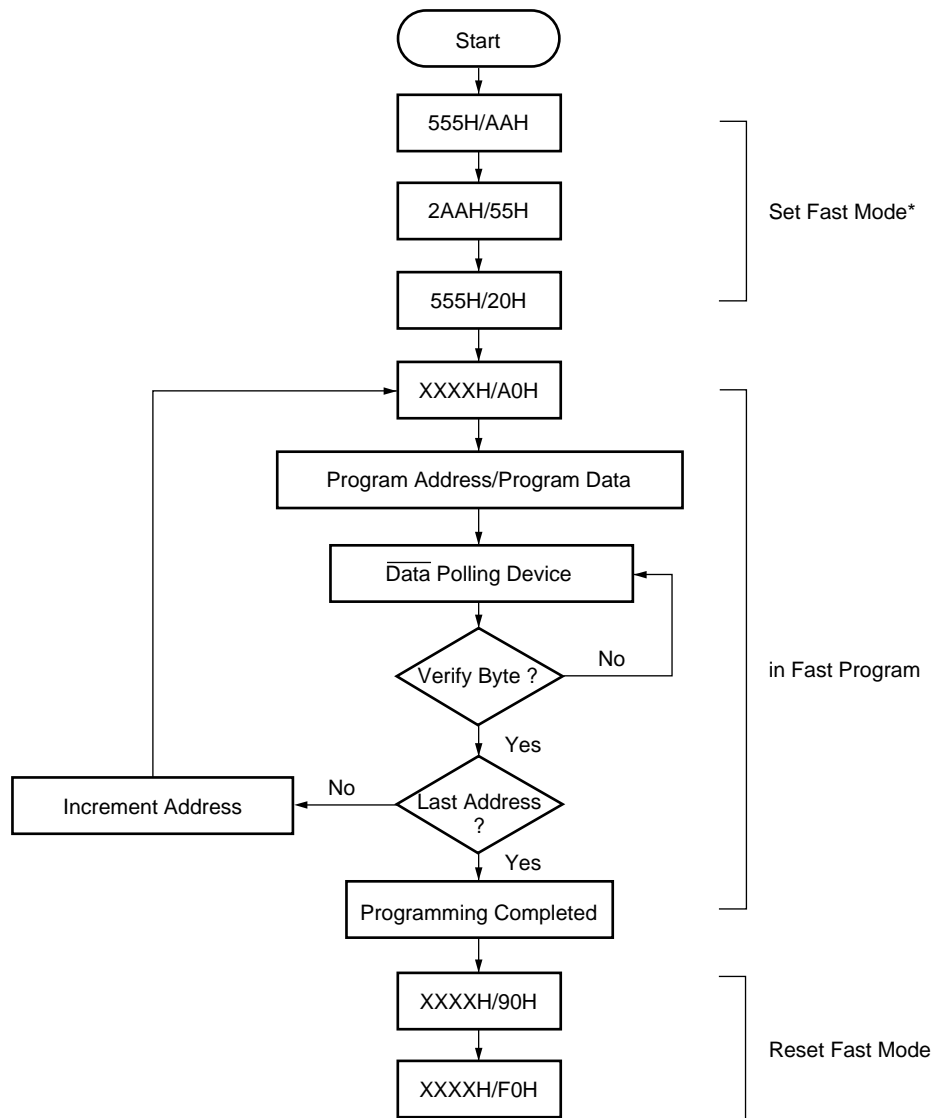 Start
555H/AAH
2AAH/55H
Set Fast Mode*
555H/20H
XXXXH/A0H
Program Address/Program Data
Data Polling Device
Verify Byte ?
No
in Fast Program
Yes
Increment Address
No
Last Address
?
Yes
Programming Completed
XXXXH/90H
Reset Fast Mode
XXXXH/F0H